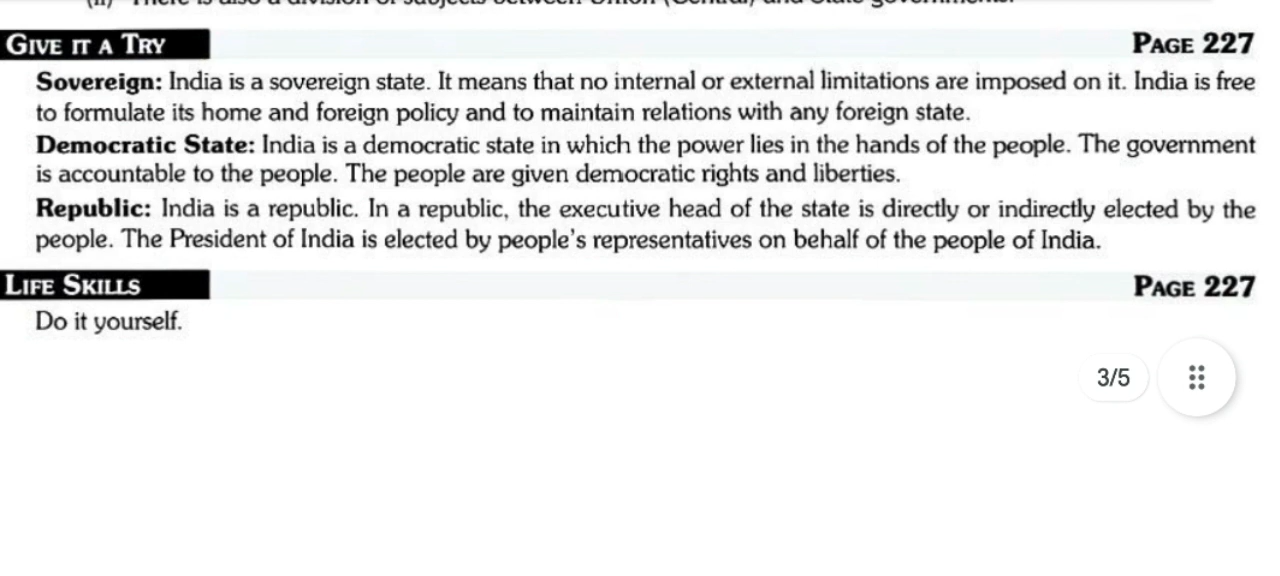 GIVE IT A TRY PAGE 227
Sovereign: India is a sovereign state. It means that no internal or external limitations are imposed on it. India is free
to formulate its home and foreign policy and to maintain relations with any foreign state.
Democratic State: India is a democratic state in which the power lies in the hands of the people. The government
is accountable to the people. The people are given democratic rights and liberties.
Republic: India is a republic. In a republic, the executive head of the state is directly or indirectly elected by the
people. The President of India is elected by people's representatives on behalf of the people of India.
LIFE SKILLS PAGE 227
Do it yourself.
3/5